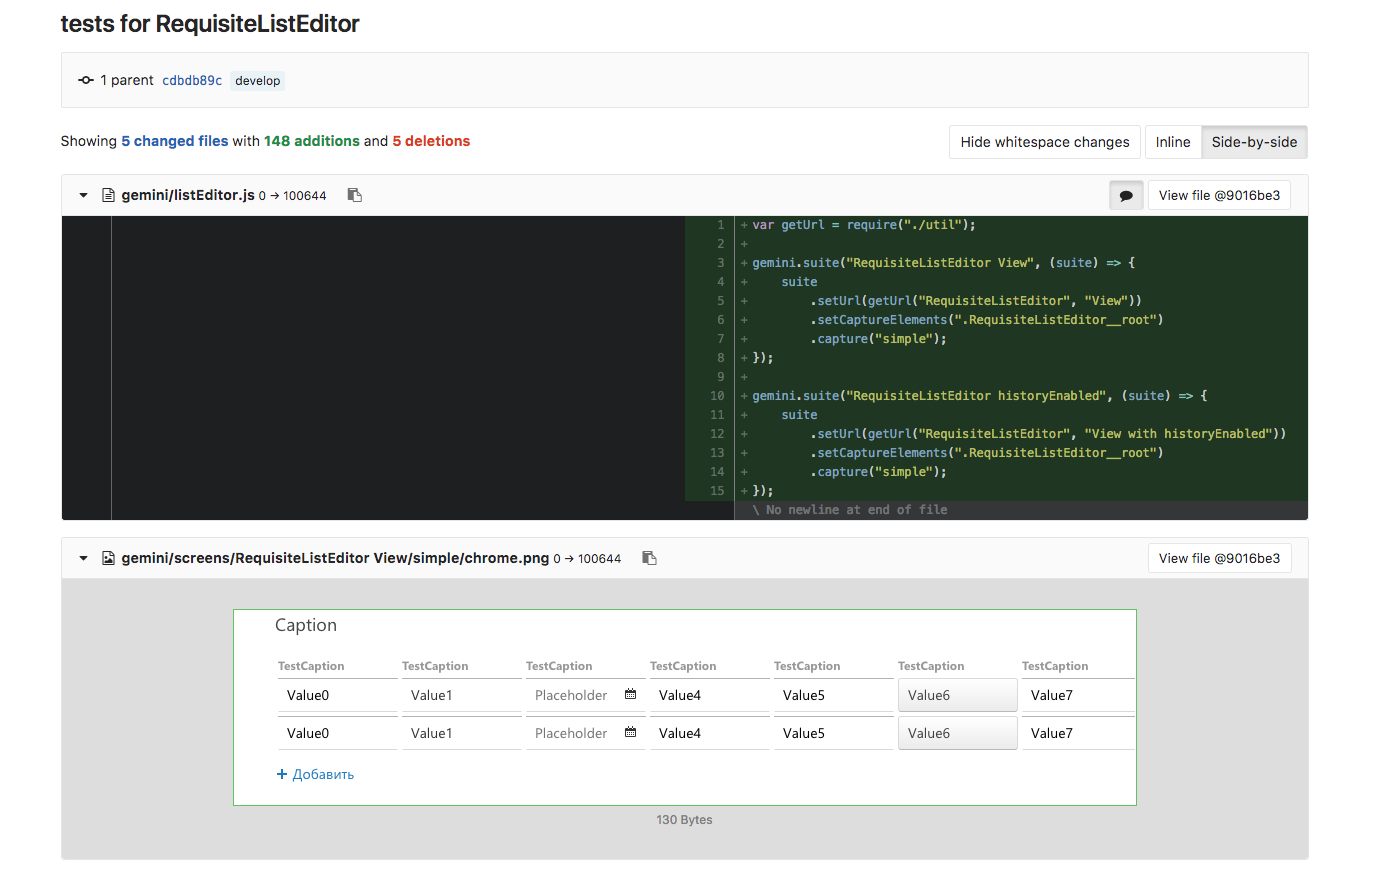 tests for RequisiteListEditor
1 parent cdbdb89c develop
Showing 5 changed files with 148 additions and 5 deletions
Hide whitespace changes Inline Side-by-side
gemini/listEditor.js 0 → 100644 View file @9016be3
1 + var getUrl = require("./util");
2 +
3 + gemini.suite("RequisiteListEditor View", (suite) => {
4 +     suite
5 +         .setUrl(getUrl("RequisiteListEditor", "View"))
6 +         .setCaptureElements(".RequisiteListEditor__root")
7 +         .capture("simple");
8 + });
9 +
10 + gemini.suite("RequisiteListEditor historyEnabled", (suite) => {
11 +     suite
12 +         .setUrl(getUrl("RequisiteListEditor", "View with historyEnabled"))
13 +         .setCaptureElements(".RequisiteListEditor__root")
14 +         .capture("simple");
15 + });
\ No newline at end of file
gemini/screens/RequisiteListEditor View/simple/chrome.png 0 → 100644 View file @9016be3
Caption
TestCaption TestCaption TestCaption TestCaption TestCaption TestCaption TestCaption
Value0 Value1 Placeholder Value4 Value5 Value6 Value7
Value0 Value1 Placeholder Value4 Value5 Value6 Value7
+ Добавить
130 Bytes